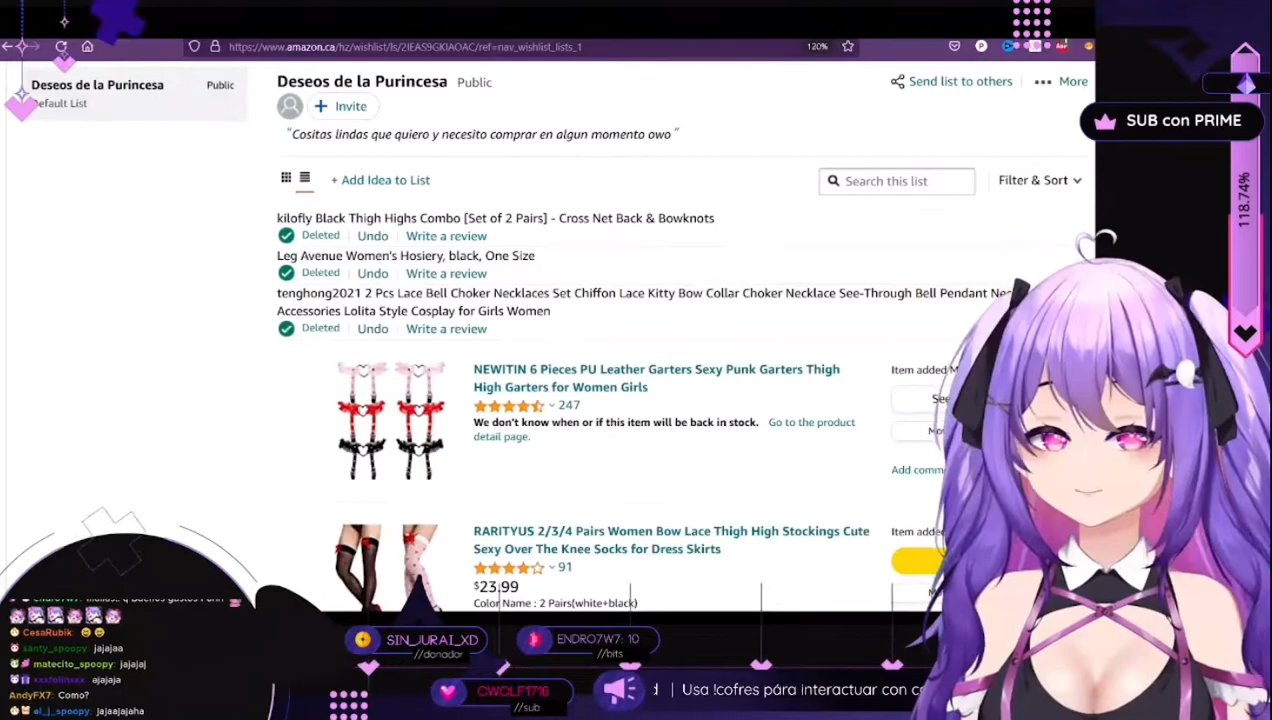 https://www.amazon.ca/hz/wishlist/ls/2IEAS9GKIAOAC/ref=nav_wishlist_lists_1
120%
Deseos de la Purincesa Public
Default List
Deseos de la Purincesa Public
Send list to others
More
Invite
"Cositas lindas que quiero y necesito comprar en algun momento owo"
SUB con PRIME
118.74%
+ Add Idea to List
Search this list
Filter & Sort
kilofly Black Thigh Highs Combo [Set of 2 Pairs] - Cross Net Back & Bowknots
Deleted Undo Write a review
Leg Avenue Women's Hosiery, black, One Size
Deleted Undo Write a review
tenghong2021 2 Pcs Lace Bell Choker Necklaces Set Chiffon Lace Kitty Bow Collar Choker Necklace See-Through Bell Pendant
Accessories Lolita Style Cosplay for Girls Women
Deleted Undo Write a review
NEWITIN 6 Pieces PU Leather Garters Sexy Punk Garters Thigh
High Garters for Women Girls
247
We don't know when or if this item will be back in stock. Go to the product
detail page.
Item added
Add
RARITYUS 2/3/4 Pairs Women Bow Lace Thigh High Stockings Cute
Sexy Over The Knee Socks for Dress Skirts
91
$23.99
Color Name : 2 Pairs(white+black)
Item added
CesaRubik:
santy_spoopy: jajajaa
matecito_spoopy: jajajaj
ajajaja
AndyFX7: Como?
el_j_spoopy: jajaajajaha
SIN_JURAI_XD
//donador
ENDRO7W7: 10
//bits
CWOLF1716
//sub
Usa !cofres pára interactuar con